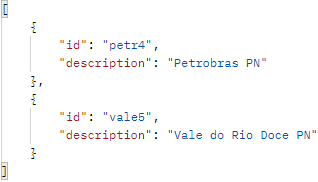 [
    {
        "id": "petr4",
        "description": "Petrobras PN"
    },
    {
        "id": "vale5",
        "description": "Vale do Rio Doce PN"
    }
]